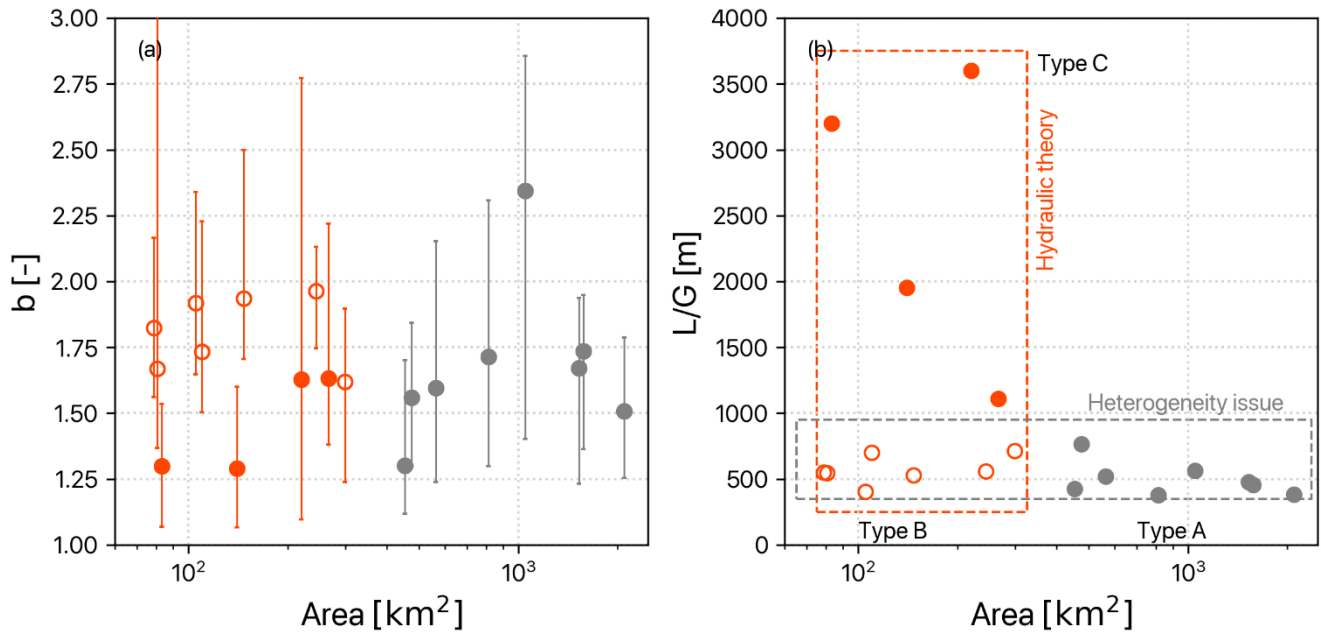 3.00
2.75
2.50
2.25
2.00
1.75
1.50
1.25
1.00
b [-]
(a)
10²
10³
Area [km²]
4000
3500
3000
2500
2000
1500
1000
500
0
L/G [m]
(b)
Type C
Hydraulic theory
Heterogeneity issue
Type B
Type A
10²
10³
Area [km²]